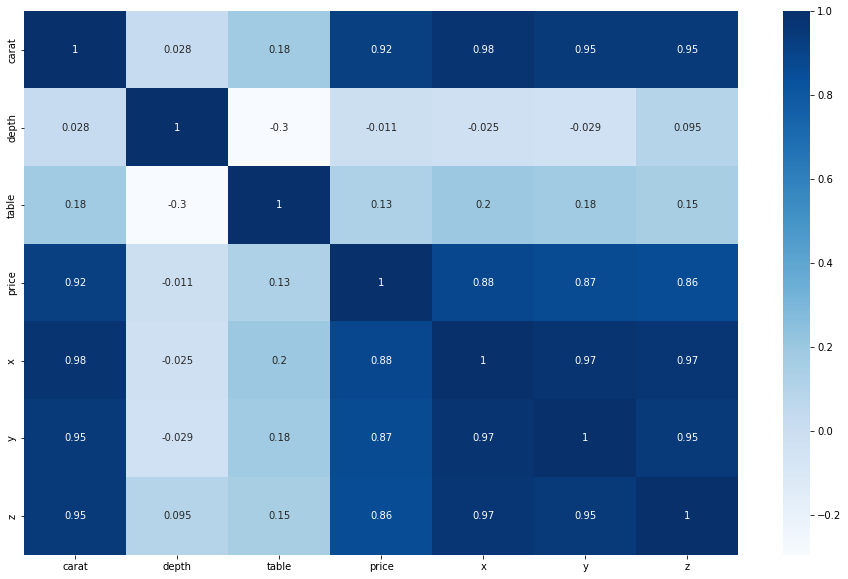 carat 1 0.028 0.18 0.92 0.98 0.95 0.95
depth 0.028 1 -0.3 -0.011 -0.025 -0.029 0.095
table 0.18 -0.3 1 0.13 0.2 0.18 0.15
price 0.92 -0.011 0.13 1 0.88 0.87 0.86
x 0.98 -0.025 0.2 0.88 1 0.97 0.97
y 0.95 -0.029 0.18 0.87 0.97 1 0.95
z 0.95 0.095 0.15 0.86 0.97 0.95 1
carat depth table price x y z
1.0
0.8
0.6
0.4
0.2
0.0
−0.2